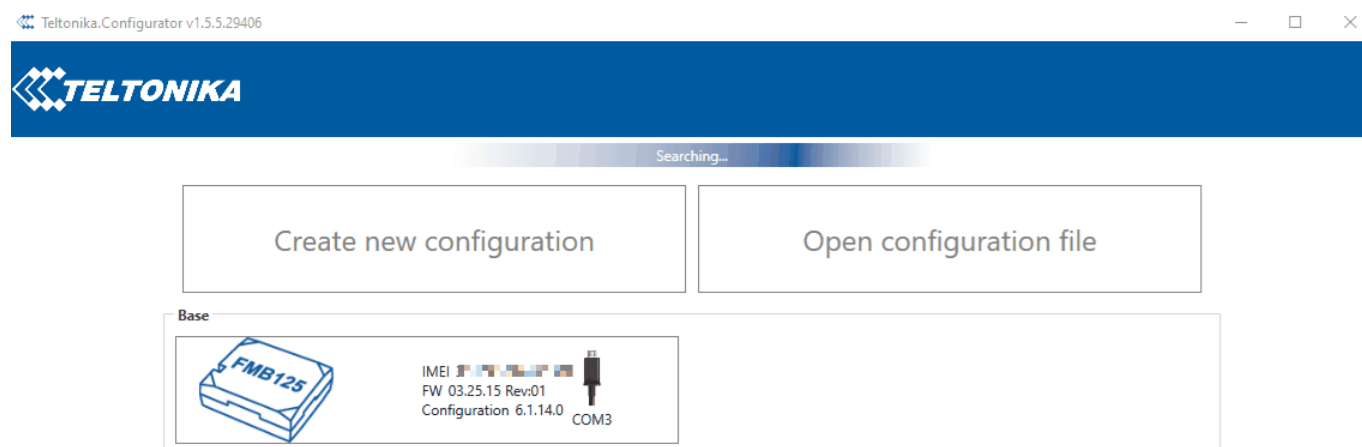 Teltonika.Configurator v1.5.5.29406
TELTONIKA
Searching...
Create new configuration
Open configuration file
Base
FMB125
IMEI
FW 03.25.15 Rev:01
Configuration 6.1.14.0
COM3